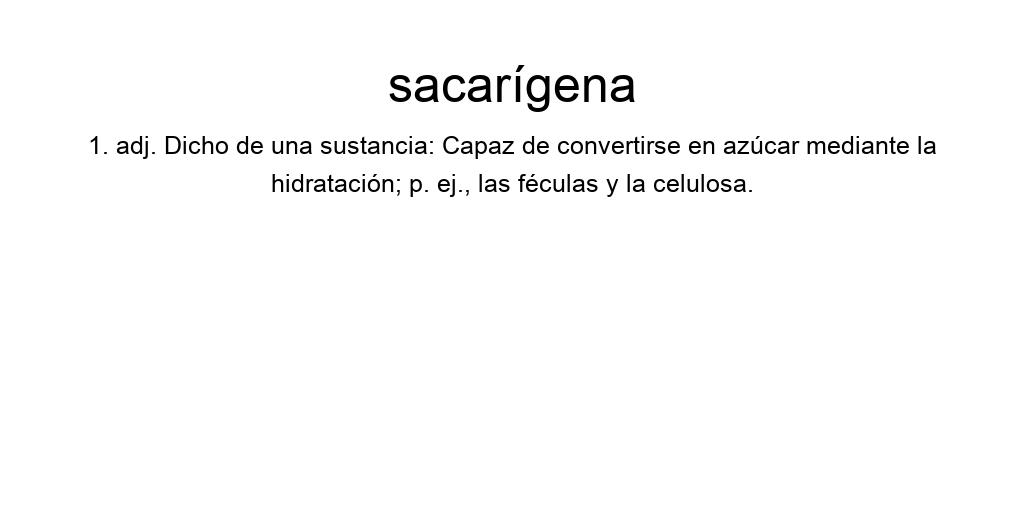 sacarígena
1. adj. Dicho de una sustancia: Capaz de convertirse en azúcar mediante la
hidratación; p. ej., las féculas y la celulosa.